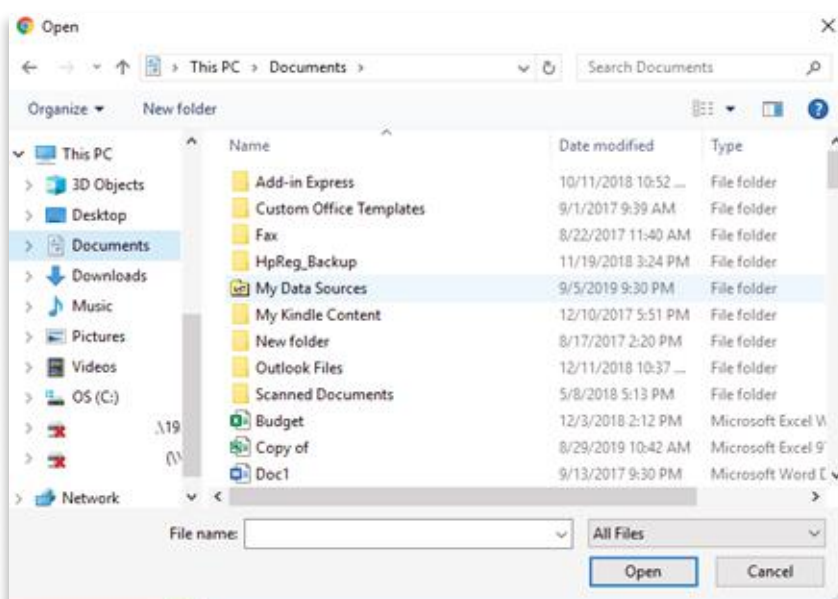 Open
This PC > Documents >
Search Documents
Organize New folder
Name Date modified Type
This PC
3D Objects
Desktop
Documents
Downloads
Music
Pictures
Videos
OS (C:)
.\19
(\\
Network
Add-in Express 10/11/2018 10:52 ... File folder
Custom Office Templates 9/1/2017 9:39 AM File folder
Fax 8/22/2017 11:40 AM File folder
HpReg_Backup 11/19/2018 3:24 PM File folder
My Data Sources 9/5/2019 9:30 PM File folder
My Kindle Content 12/10/2017 5:51 PM File folder
New folder 8/17/2017 2:20 PM File folder
Outlook Files 12/11/2018 10:37 ... File folder
Scanned Documents 5/8/2018 5:13 PM File folder
Budget 12/3/2018 2:12 PM Microsoft Excel W
Copy of 8/29/2019 10:42 AM Microsoft Excel 9
Doc1 9/13/2017 9:30 PM Microsoft Word D
File name: All Files
Open Cancel